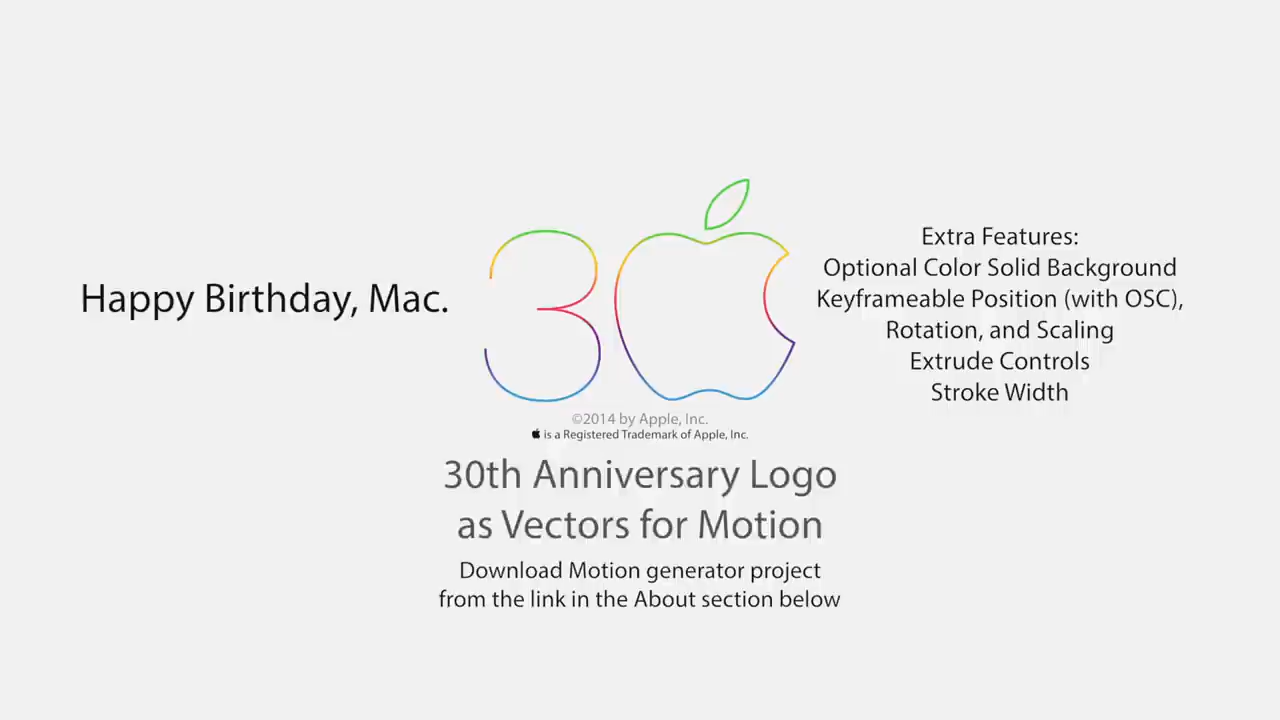 Happy Birthday, Mac.
30
Extra Features:
Optional Color Solid Background
Keyframeable Position (with OSC),
Rotation, and Scaling
Extrude Controls
Stroke Width
©2014 by Apple, Inc.
is a Registered Trademark of Apple, Inc.
30th Anniversary Logo
as Vectors for Motion
Download Motion generator project
from the link in the About section below